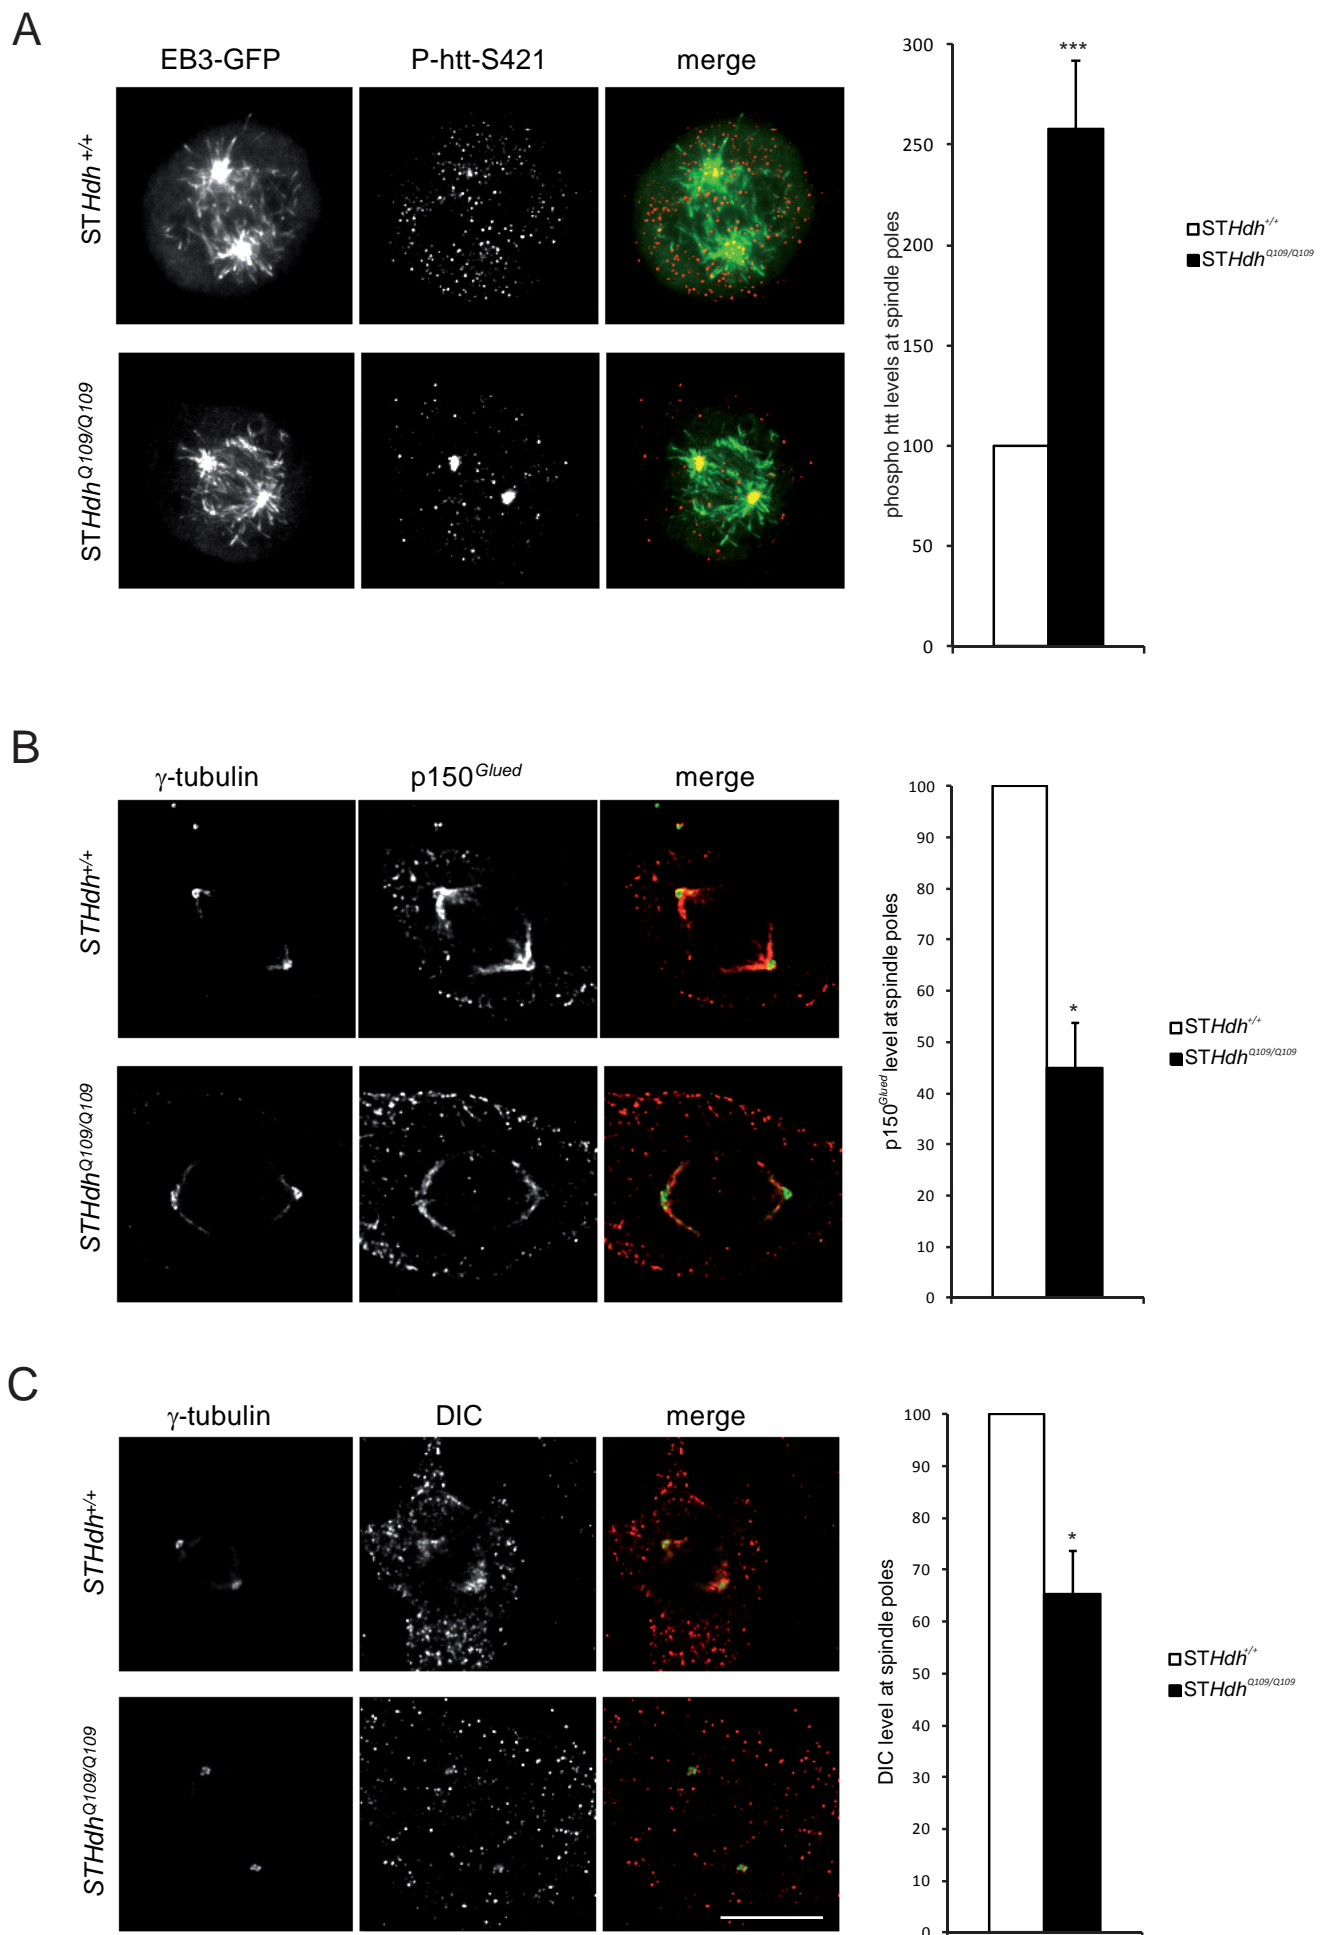 A
EB3-GFP
P-htt-S421
merge
STHdh+/+
STHdhQ109/Q109
300
250
200
150
100
50
0
phospho htt levels at spindle poles
***
STHdh+/+
STHdhQ109/Q109
B
γ-tubulin
p150Glued
merge
STHdh+/+
STHdhQ109/Q109
100
90
80
70
60
50
40
30
20
10
0
p150Glued level at spindle poles
*
STHdh+/+
STHdhQ109/Q109
C
γ-tubulin
DIC
merge
STHdh+/+
STHdhQ109/Q109
100
90
80
70
60
50
40
30
20
10
0
DIC level at spindle poles
*
STHdh+/+
STHdhQ109/Q109